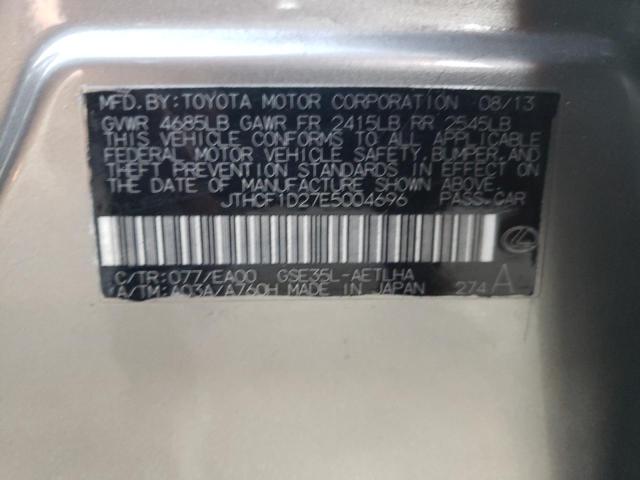 MFD. BY: TOYOTA MOTOR CORPORATION 08/13
GVWR 4685LB GAWR FR 2415LB RR 2545LB
THIS VEHICLE CONFORMS TO ALL APPLICABLE
FEDERAL MOTOR VEHICLE SAFETY, BUMPER, AND
THEFT PREVENTION STANDARDS IN EFFECT ON
THE DATE OF MANUFACTURE SHOWN ABOVE.
JTHCF1D27E5004696 PASS. CAR
C/TR: 077/EA00 GSE35L-AETLHA
A/TM: A03A/A760H MADE IN JAPAN 274 A